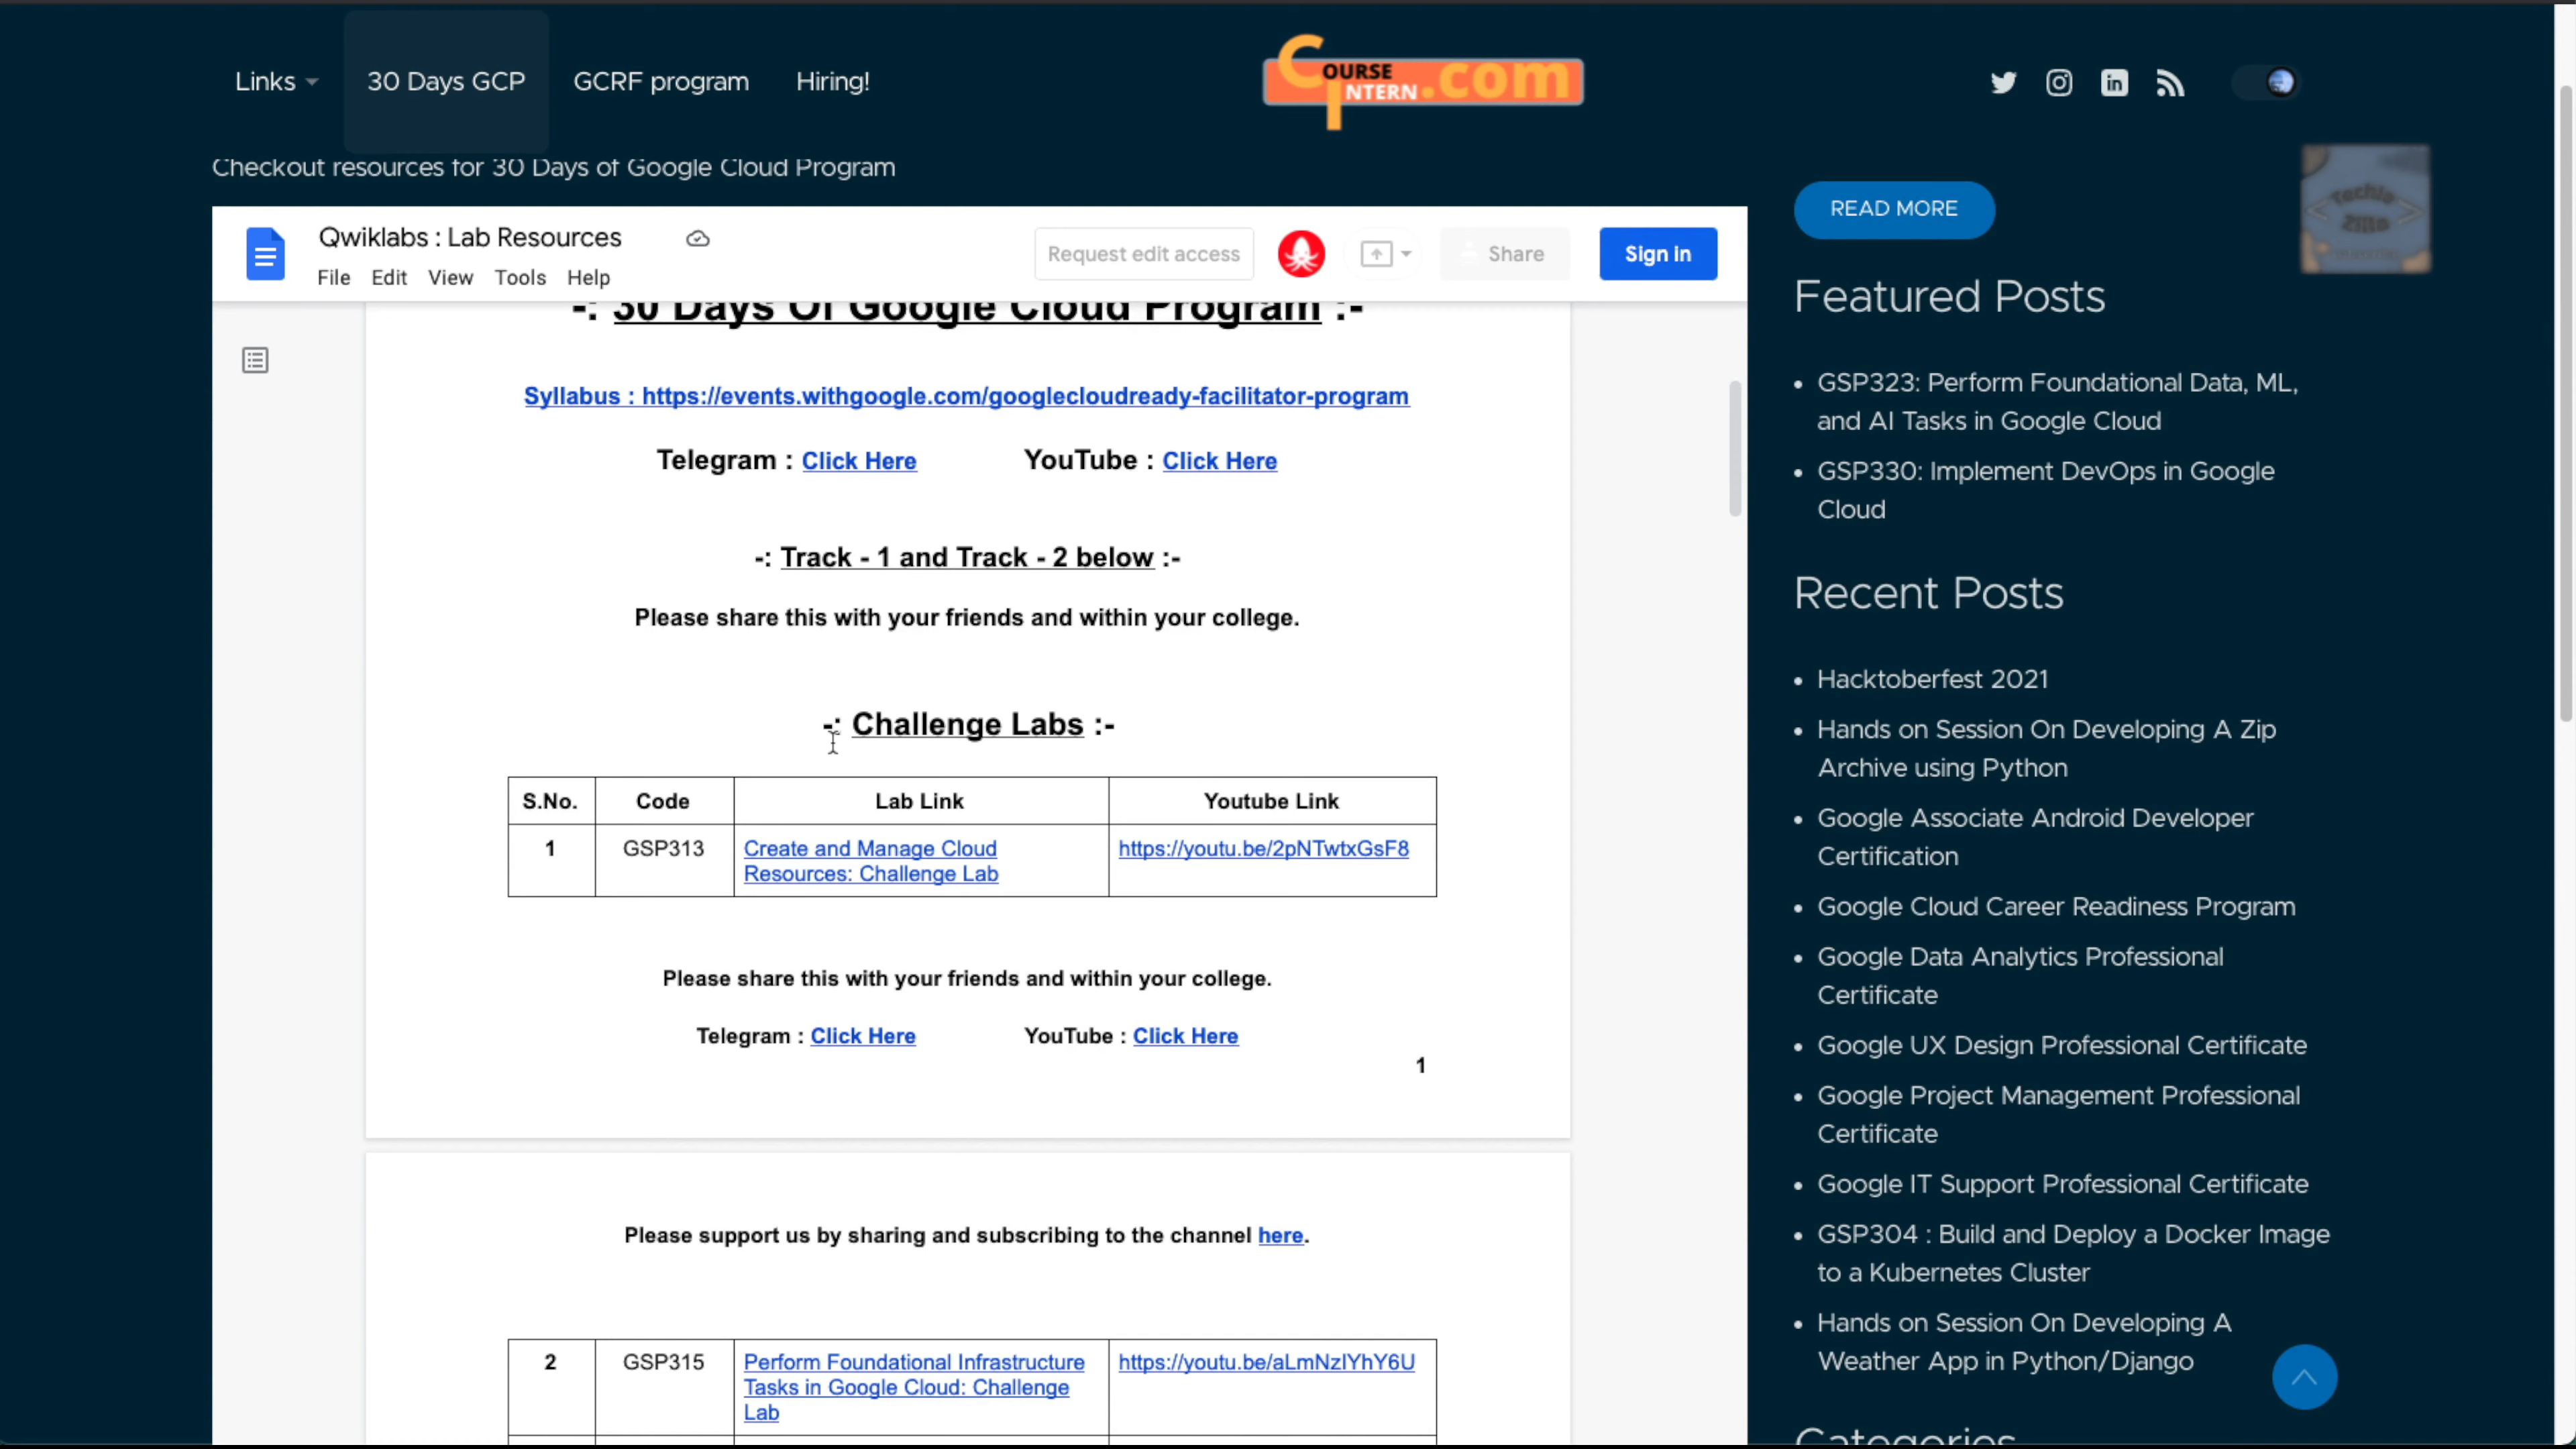 Links
30 Days GCP
GCRF program
Hiring!
COURSE
INTERN.com
Checkout resources for 30 Days of Google Cloud Program
Qwiklabs : Lab Resources
File Edit View Tools Help
Request edit access
Share
Sign in
-: 30 Days Of Google Cloud Program :-
Syllabus : https://events.withgoogle.com/googlecloudready-facilitator-program
Telegram : Click Here YouTube : Click Here
-: Track - 1 and Track - 2 below :-
Please share this with your friends and within your college.
-: Challenge Labs :-
S.No. Code Lab Link Youtube Link
1 GSP313 Create and Manage Cloud https://youtu.be/2pNTwtxGsF8
Resources: Challenge Lab
Please share this with your friends and within your college.
Telegram : Click Here YouTube : Click Here
1
Please support us by sharing and subscribing to the channel here.
2 GSP315 Perform Foundational Infrastructure https://youtu.be/aLmNzIYhY6U
Tasks in Google Cloud: Challenge
Lab
READ MORE
Techie
Zilla
Featured Posts
GSP323: Perform Foundational Data, ML,
and AI Tasks in Google Cloud
GSP330: Implement DevOps in Google
Cloud
Recent Posts
Hacktoberfest 2021
Hands on Session On Developing A Zip
Archive using Python
Google Associate Android Developer
Certification
Google Cloud Career Readiness Program
Google Data Analytics Professional
Certificate
Google UX Design Professional Certificate
Google Project Management Professional
Certificate
Google IT Support Professional Certificate
GSP304 : Build and Deploy a Docker Image
to a Kubernetes Cluster
Hands on Session On Developing A
Weather App in Python/Django
Categories